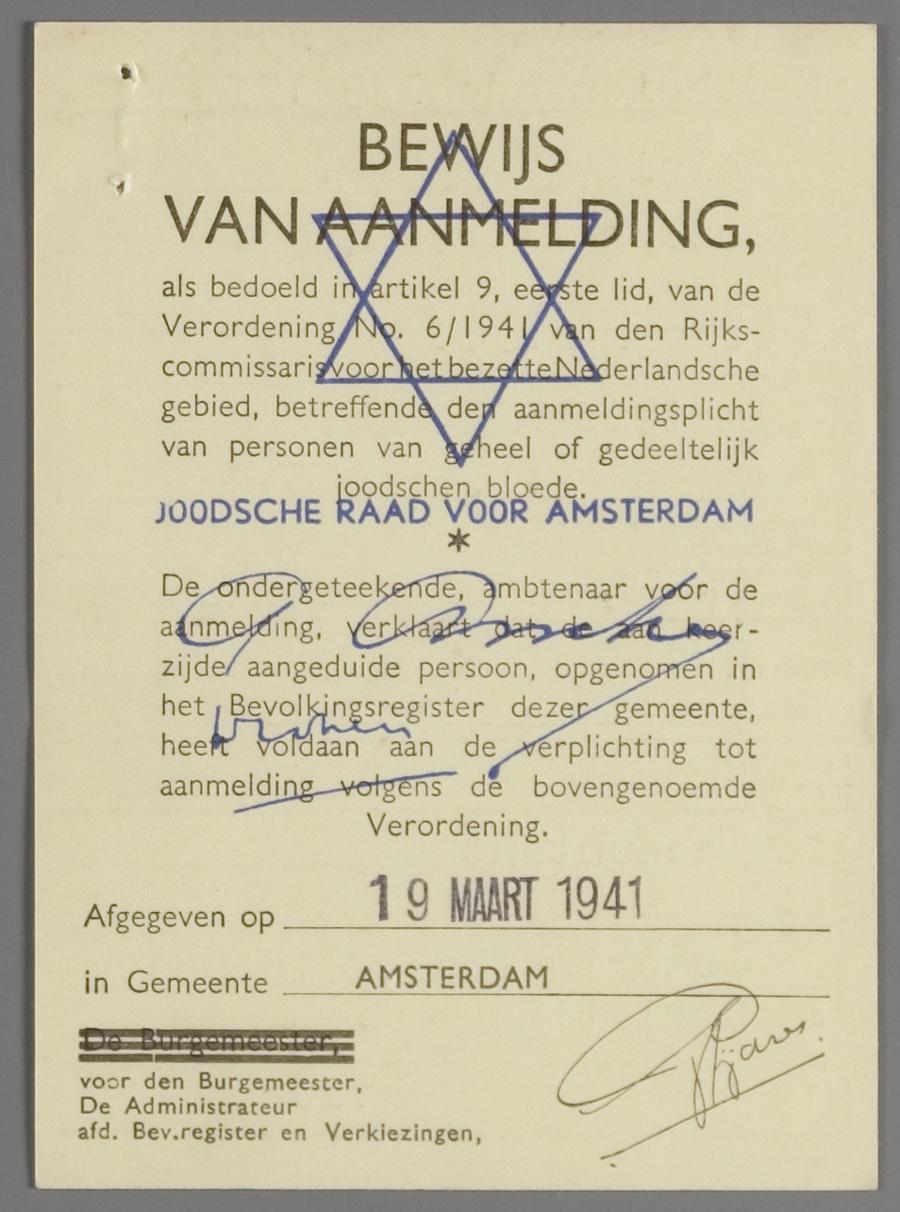 BEWIJS
VAN AANMELDING,
als bedoeld in artikel 9, eerste lid, van de
Verordening No. 6/1941 van den Rijks-
commissaris voor het bezette Nederlandsche
gebied, betreffende den aanmeldingsplicht
van personen van geheel of gedeeltelijk
joodschen bloede.
JOODSCHE RAAD VOOR AMSTERDAM
*
De ondergeteekende, ambtenaar voor de
aanmelding, verklaart dat de aan keer-
zijde aangeduide persoon, opgenomen in
het Bevolkingsregister dezer gemeente,
heeft voldaan aan de verplichting tot
aanmelding volgens de bovengenoemde
Verordening.
Afgegeven op 19 MAART 1941
in Gemeente AMSTERDAM
De Burgemeester,
voor den Burgemeester,
De Administrateur
afd. Bev.register en Verkiezingen,